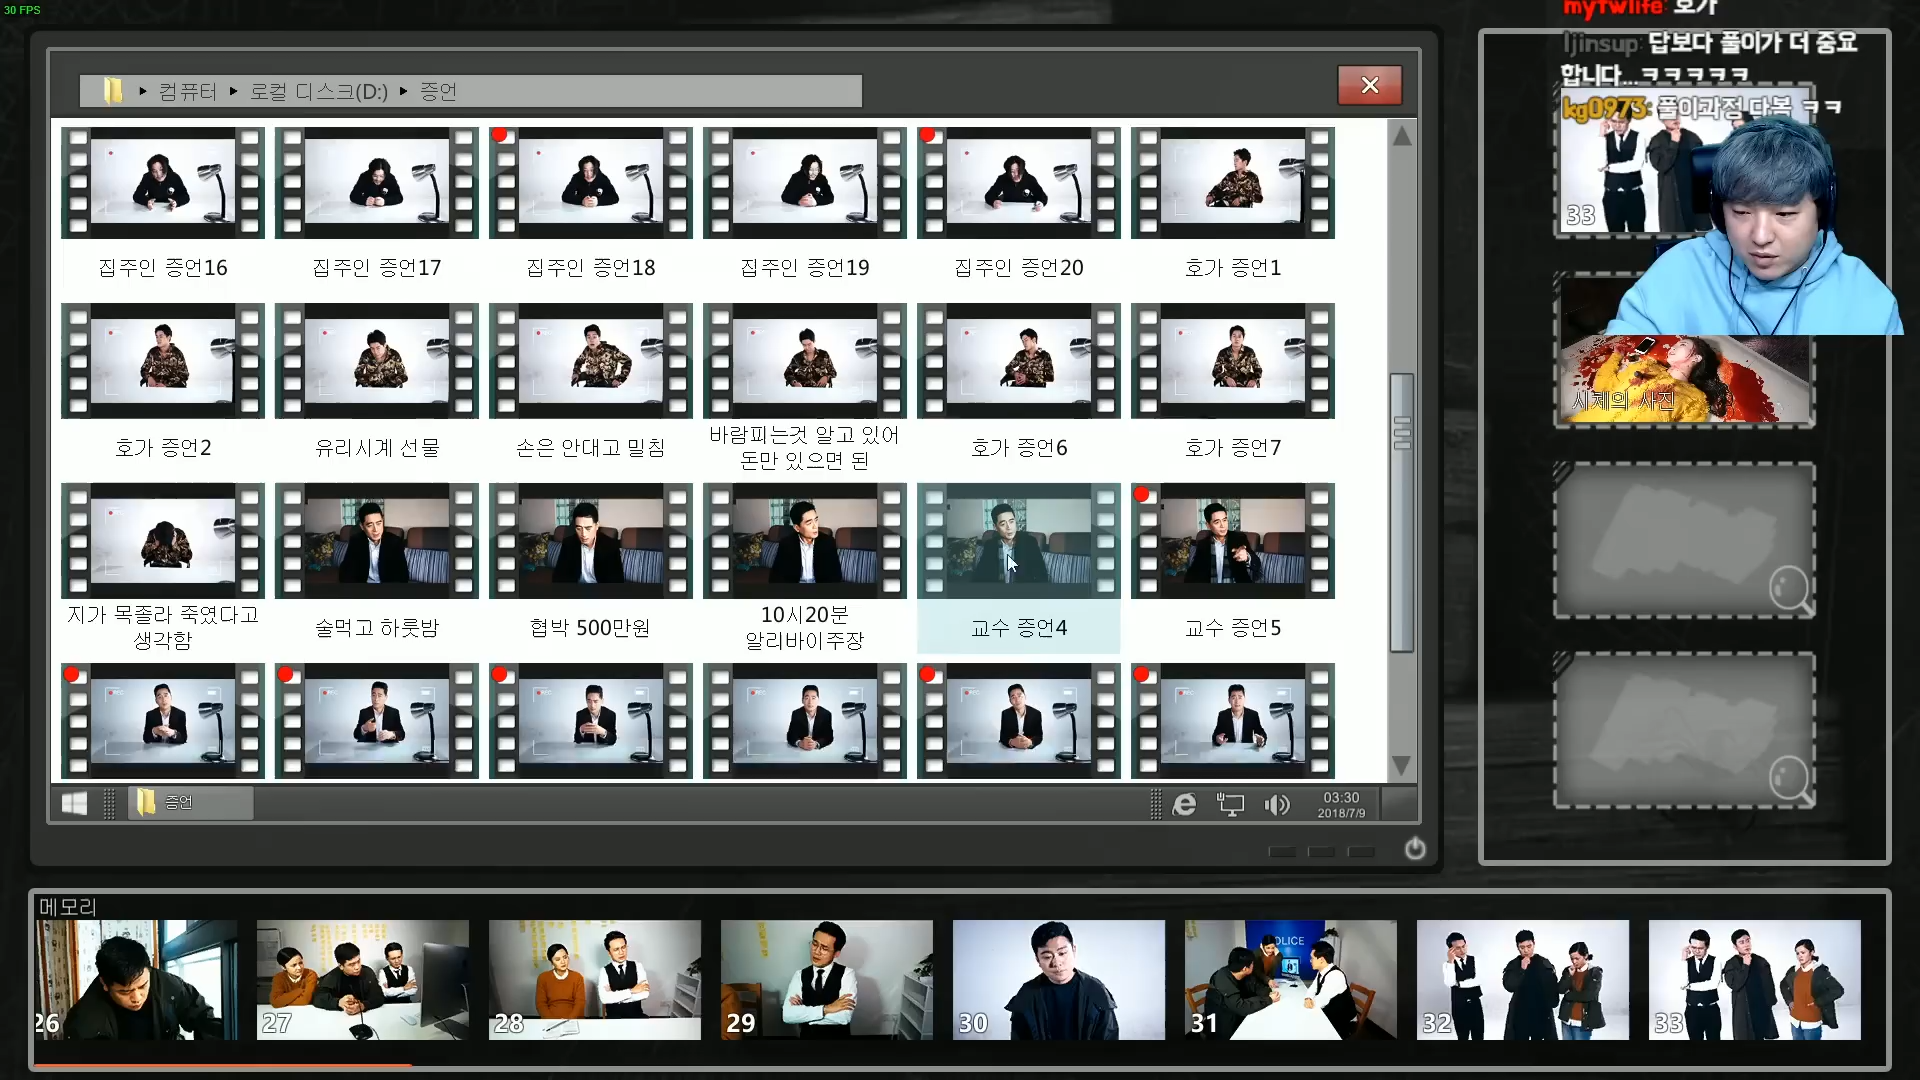 30 FPS
mytwlife: 호가
ljinsup: 답보다 풀이가 더 중요
합니다...ㅋㅋㅋㅋㅋ
kg0973: 풀이과정 다봄 ㅋㅋ
컴퓨터 로컬 디스크(D:) 증언
집주인 증언16
집주인 증언17
집주인 증언18
집주인 증언19
집주인 증언20
호가 증언1
호가 증언2
유리시계 선물
손은 안대고 밀침
바람피는것 알고 있어
돈만 있으면 된
호가 증언6
호가 증언7
지가 목졸라 죽였다고
생각함
술먹고 하룻밤
협박 500만원
10시20분
알리바이주장
교수 증언4
교수 증언5
증언
03:30
2018/7/9
33
시체의 사진
메모리
26
27
28
29
30
31
32
33